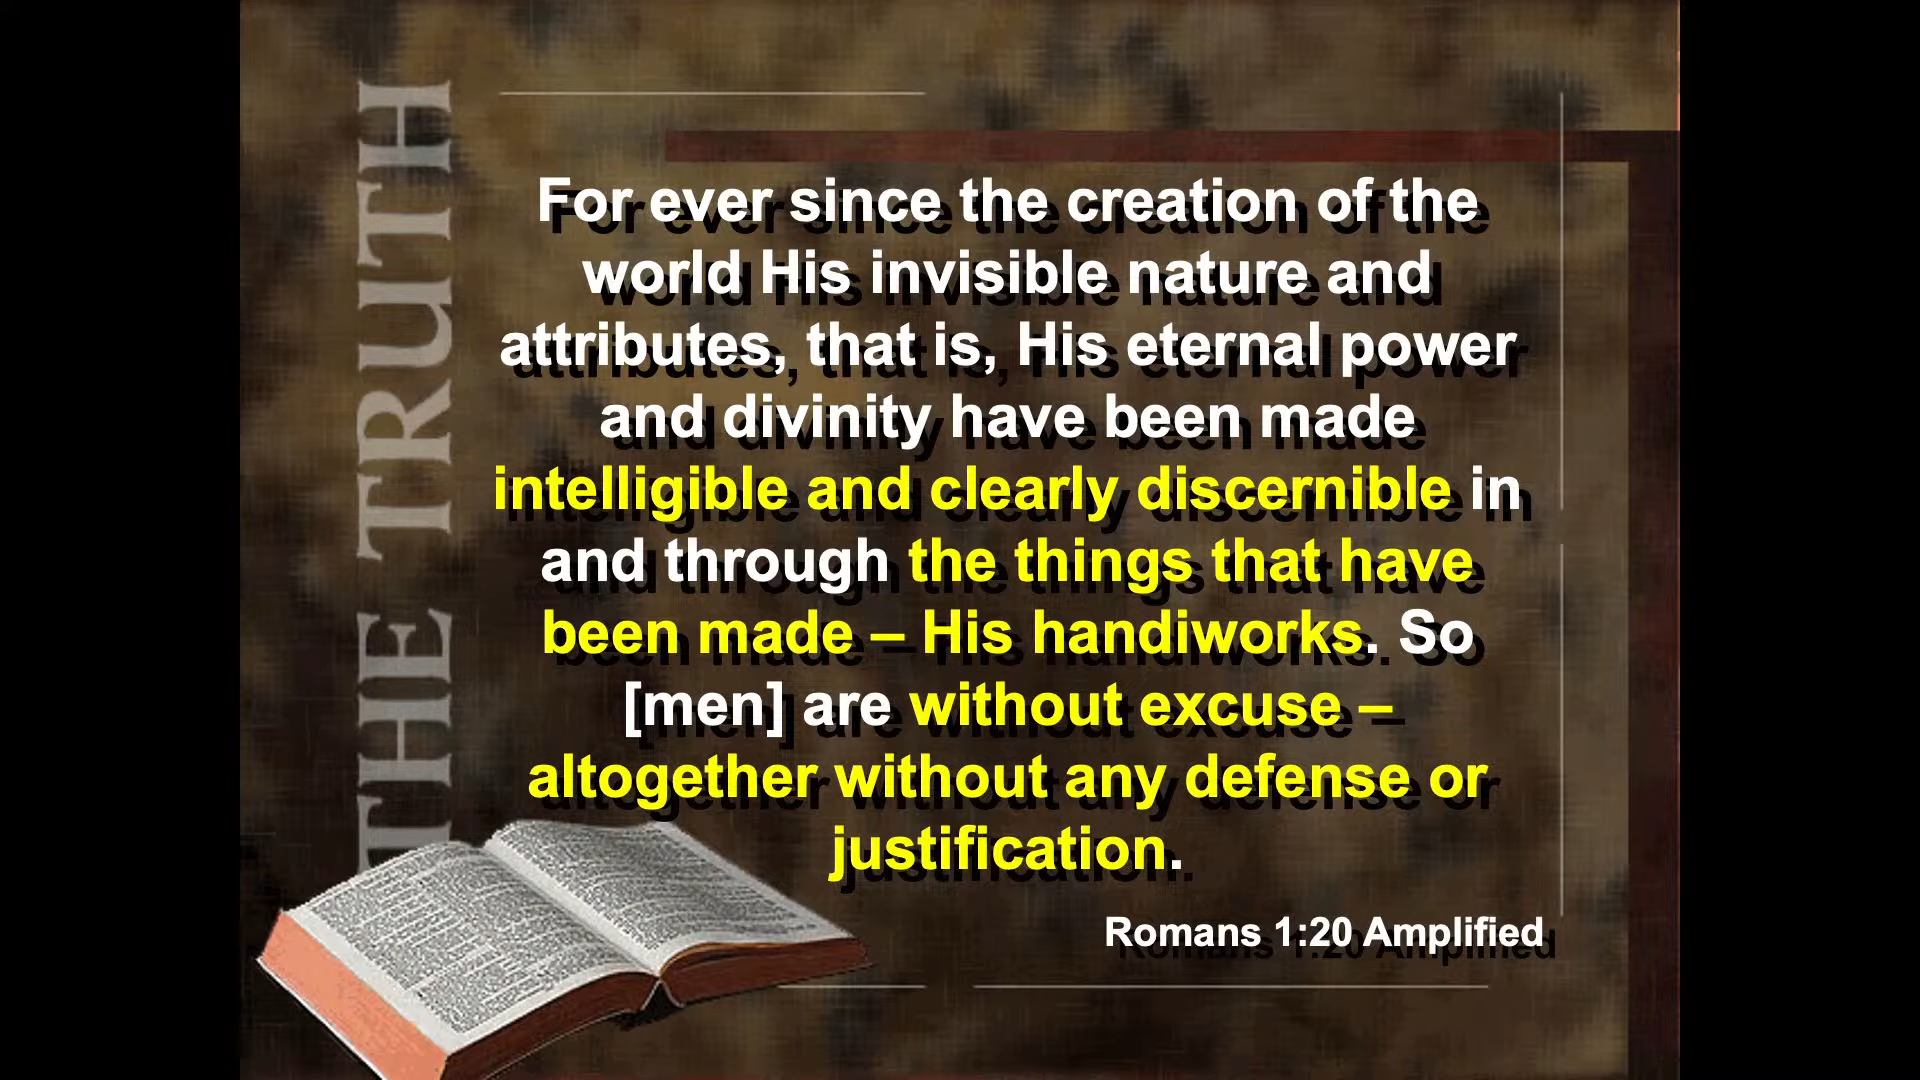 THE TRUTH
For ever since the creation of the
world His invisible nature and
attributes, that is, His eternal power
and divinity have been made
intelligible and clearly discernible in
and through the things that have
been made – His handiworks. So
[men] are without excuse –
altogether without any defense or
justification.
Romans 1:20 Amplified